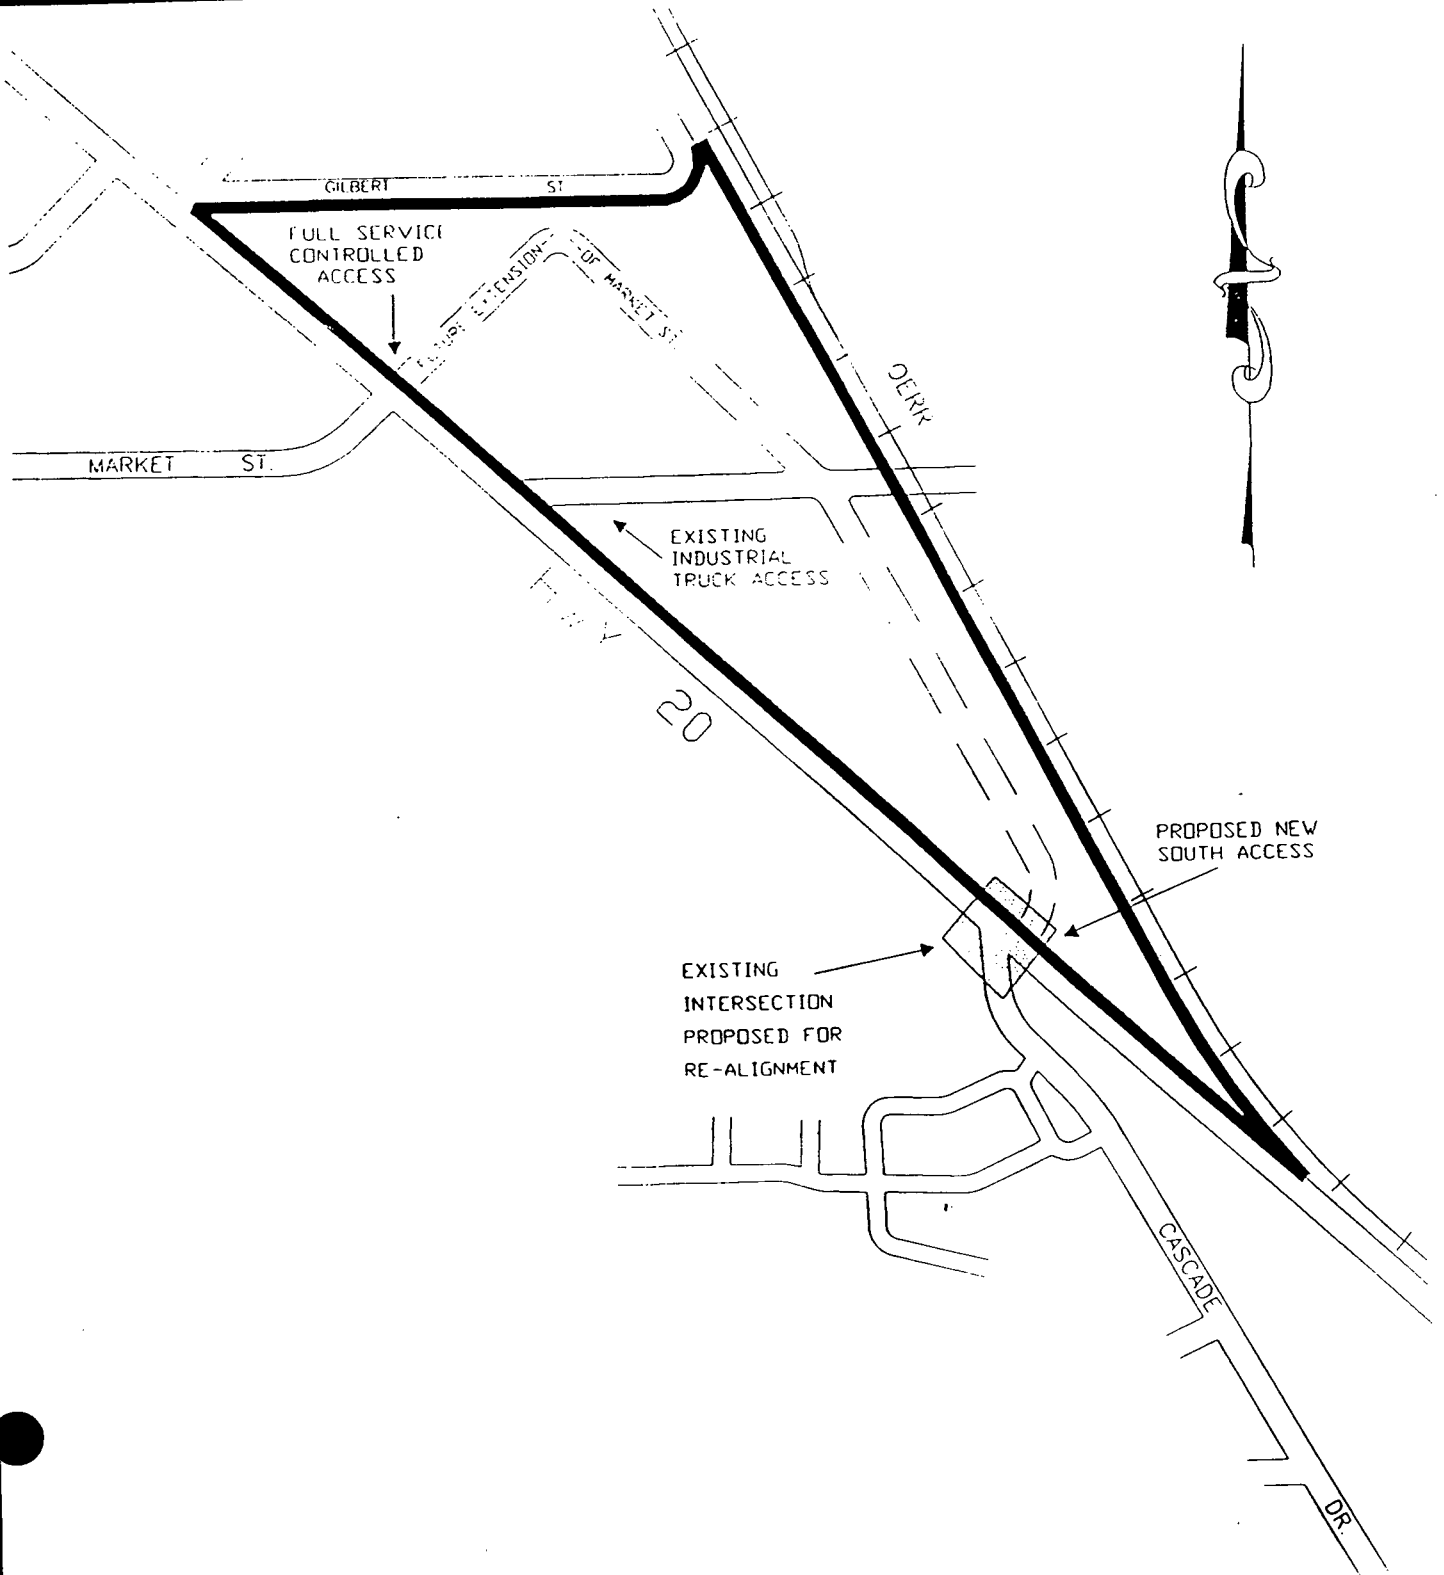 GILBERT ST
FULL SERVICE
CONTROLLED
ACCESS
FUTURE EXTENSION OF MARKET ST.
MARKET ST.
EXISTING
INDUSTRIAL
TRUCK ACCESS
HWY 20
PROPOSED NEW
SOUTH ACCESS
EXISTING
INTERSECTION
PROPOSED FOR
RE-ALIGNMENT
CASCADE DR.